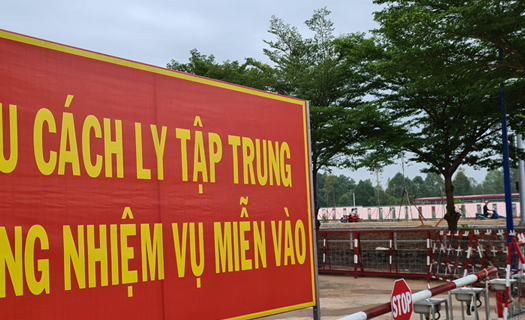 U CÁCH LY TẬP TRUNG
NG NHIỆM VỤ MIỄN VÀO
STOP